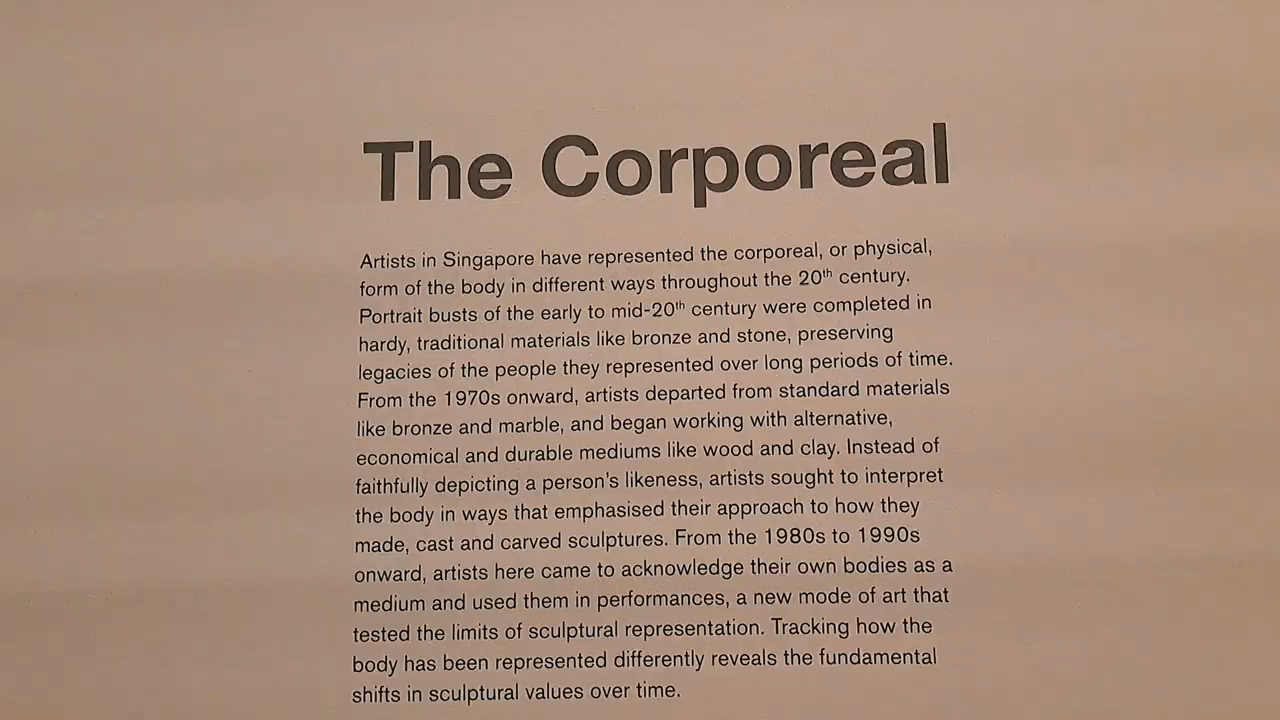 The Corporeal
Artists in Singapore have represented the corporeal, or physical,
form of the body in different ways throughout the 20th century.
Portrait busts of the early to mid-20th century were completed in
hardy, traditional materials like bronze and stone, preserving
legacies of the people they represented over long periods of time.
From the 1970s onward, artists departed from standard materials
like bronze and marble, and began working with alternative,
economical and durable mediums like wood and clay. Instead of
faithfully depicting a person's likeness, artists sought to interpret
the body in ways that emphasised their approach to how they
made, cast and carved sculptures. From the 1980s to 1990s
onward, artists here came to acknowledge their own bodies as a
medium and used them in performances, a new mode of art that
tested the limits of sculptural representation. Tracking how the
body has been represented differently reveals the fundamental
shifts in sculptural values over time.